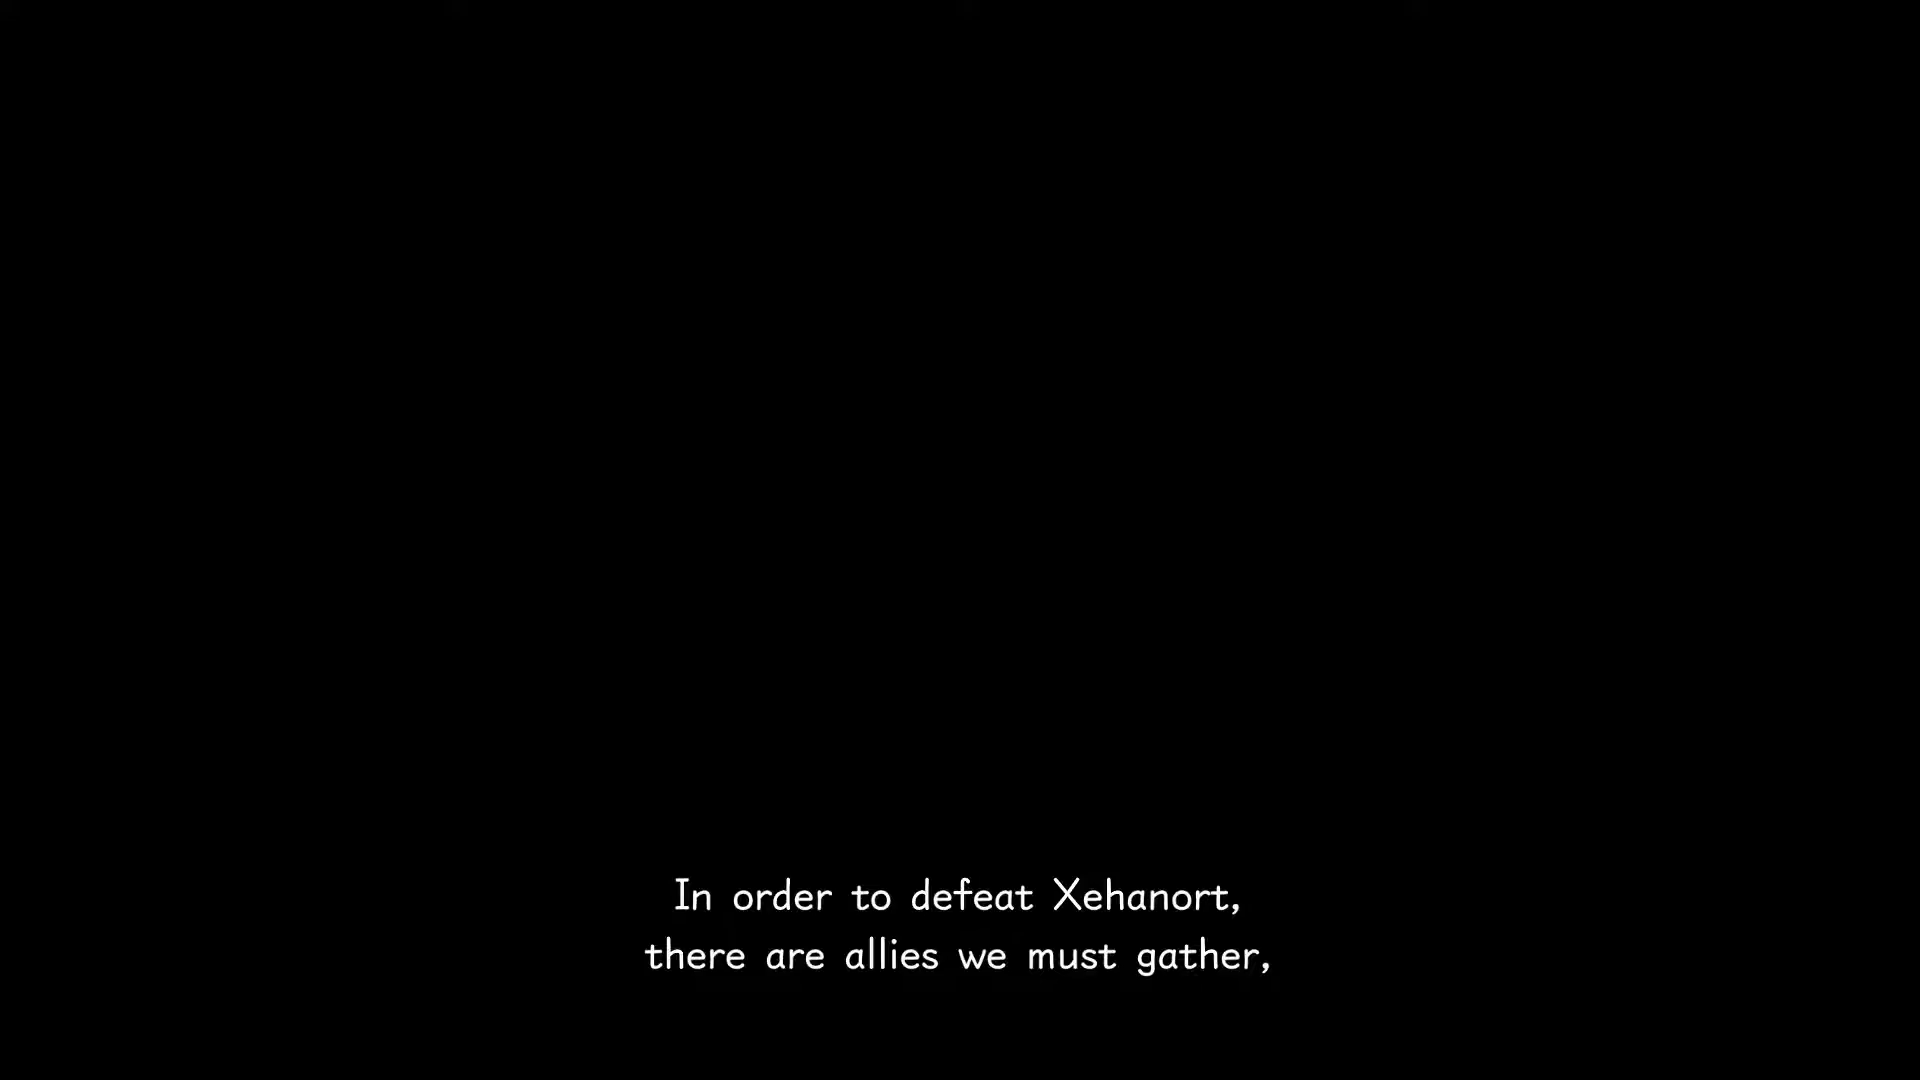 In order to defeat Xehanort,
there are allies we must gather,